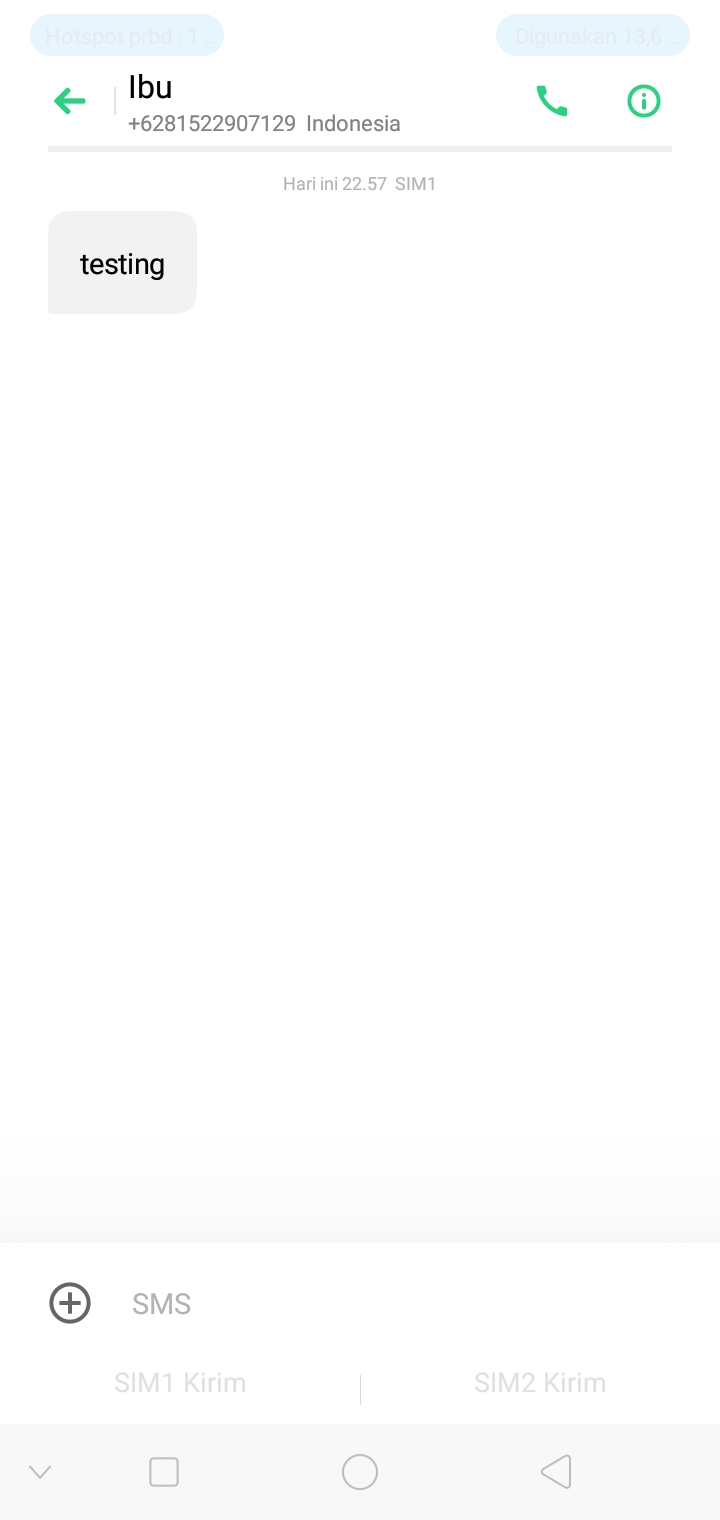 Hotspot prbd : 1 ...
Digunakan 13,6 ...
Ibu
+6281522907129 Indonesia
Hari ini 22.57 SIM1
testing
SMS
SIM1 Kirim
SIM2 Kirim